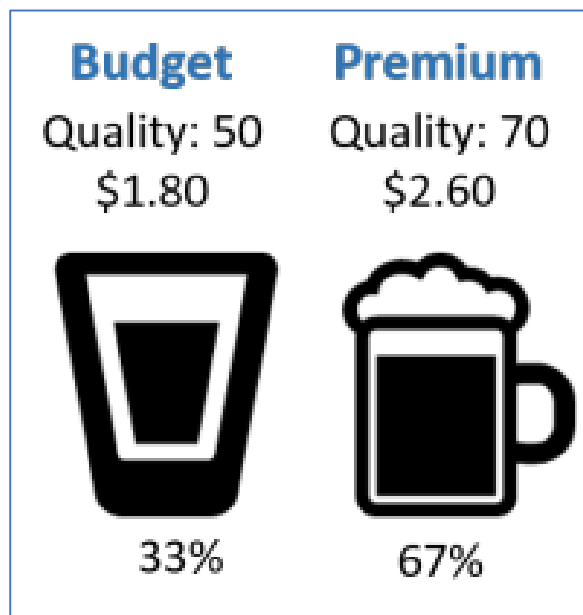 Budget
Quality: 50
$1.80
33%
Premium
Quality: 70
$2.60
67%